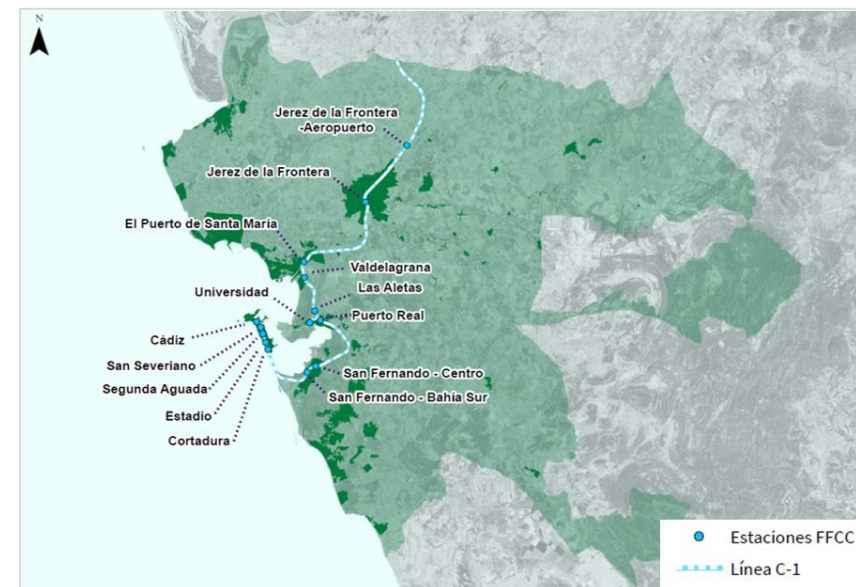 N
Jerez de la Frontera
-Aeropuerto
Jerez de la Frontera
El Puerto de Santa María
Valdelagrana
Las Aletas
Universidad
Puerto Real
Cádiz
San Severiano
Segunda Aguada
Estadio
Cortadura
San Fernando - Centro
San Fernando - Bahía Sur
Estaciones FFCC
Línea C-1